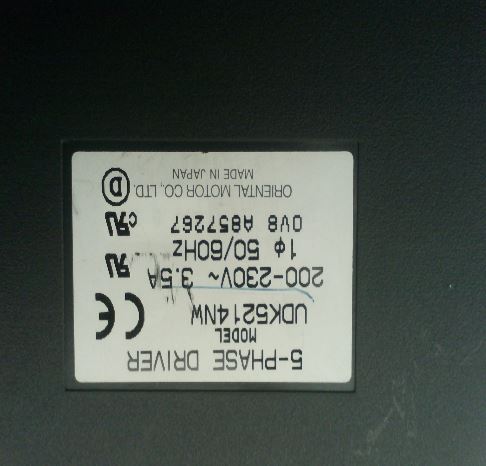 5-PHASE DRIVER
MODEL
UDK5214NW
200-230V~ 3.5A
1ϕ 50/60Hz
0V8 A857267
ORIENTAL MOTOR CO., LTD.
MADE IN JAPAN